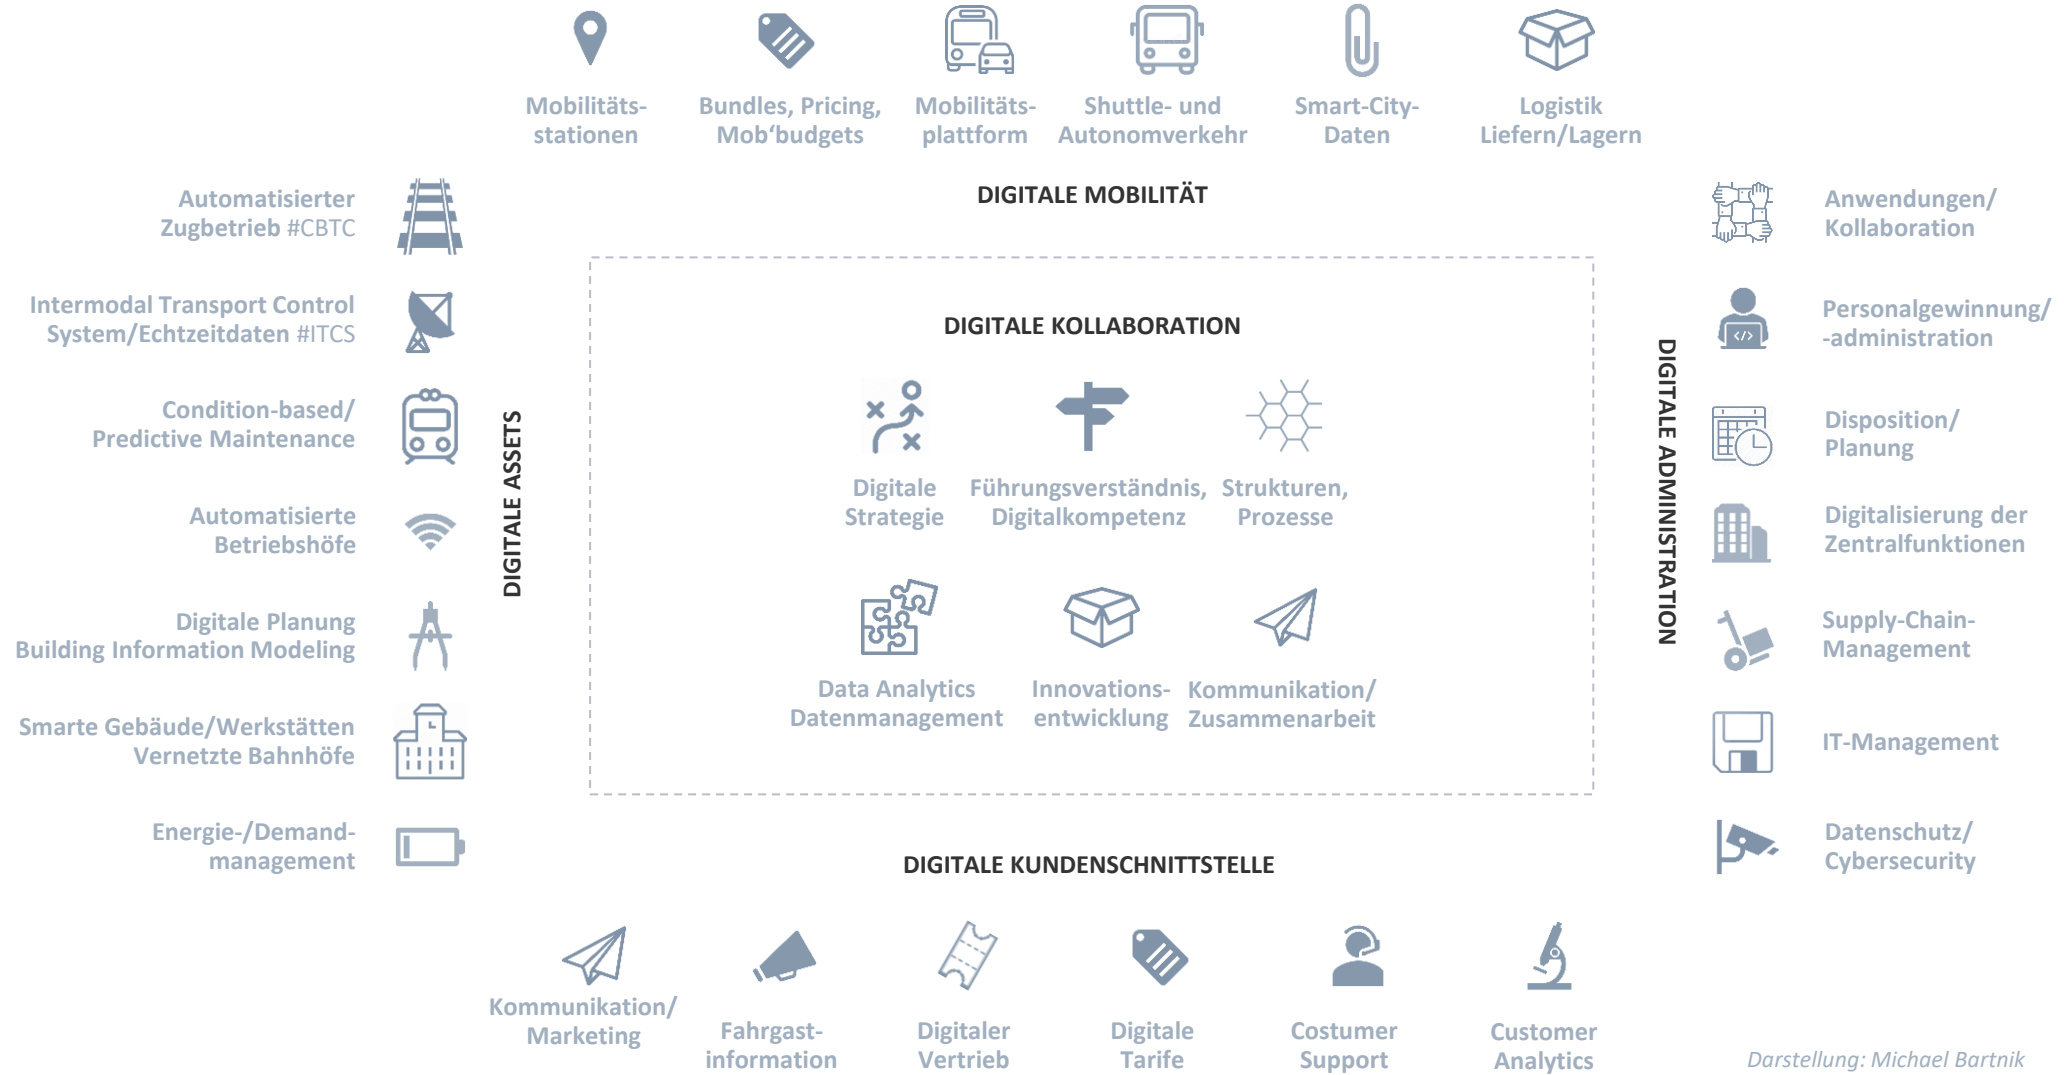 Mobilitäts-
stationen
Bundles, Pricing,
Mob‘budgets
Mobilitäts-
plattform
Shuttle- und
Autonomverkehr
Smart-City-
Daten
Logistik
Liefern/Lagern
DIGITALE MOBILITÄT
Automatisierter
Zugbetrieb #CBTC
Intermodal Transport Control
System/Echtzeitdaten #ITCS
Condition-based/
Predictive Maintenance
Automatisierte
Betriebshöfe
Digitale Planung
Building Information Modeling
Smarte Gebäude/Werkstätten
Vernetzte Bahnhöfe
Energie-/Demand-
management
DIGITALE ASSETS
DIGITALE KOLLABORATION
Digitale
Strategie
Führungsverständnis,
Digitalkompetenz
Strukturen,
Prozesse
Data Analytics
Datenmanagement
Innovations-
entwicklung
Kommunikation/
Zusammenarbeit
DIGITALE ADMINISTRATION
Anwendungen/
Kollaboration
Personalgewinnung/
-administration
Disposition/
Planung
Digitalisierung der
Zentralfunktionen
Supply-Chain-
Management
IT-Management
Datenschutz/
Cybersecurity
DIGITALE KUNDENSCHNITTSTELLE
Kommunikation/
Marketing
Fahrgast-
information
Digitaler
Vertrieb
Digitale
Tarife
Costumer
Support
Customer
Analytics
Darstellung: Michael Bartnik